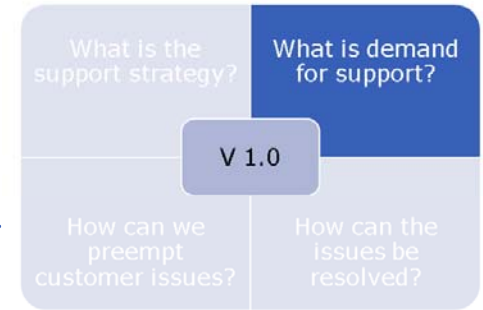 What is the
support strategy?
What is demand
for support?
V 1.0
How can we
preempt
customer issues?
How can the
issues be
resolved?